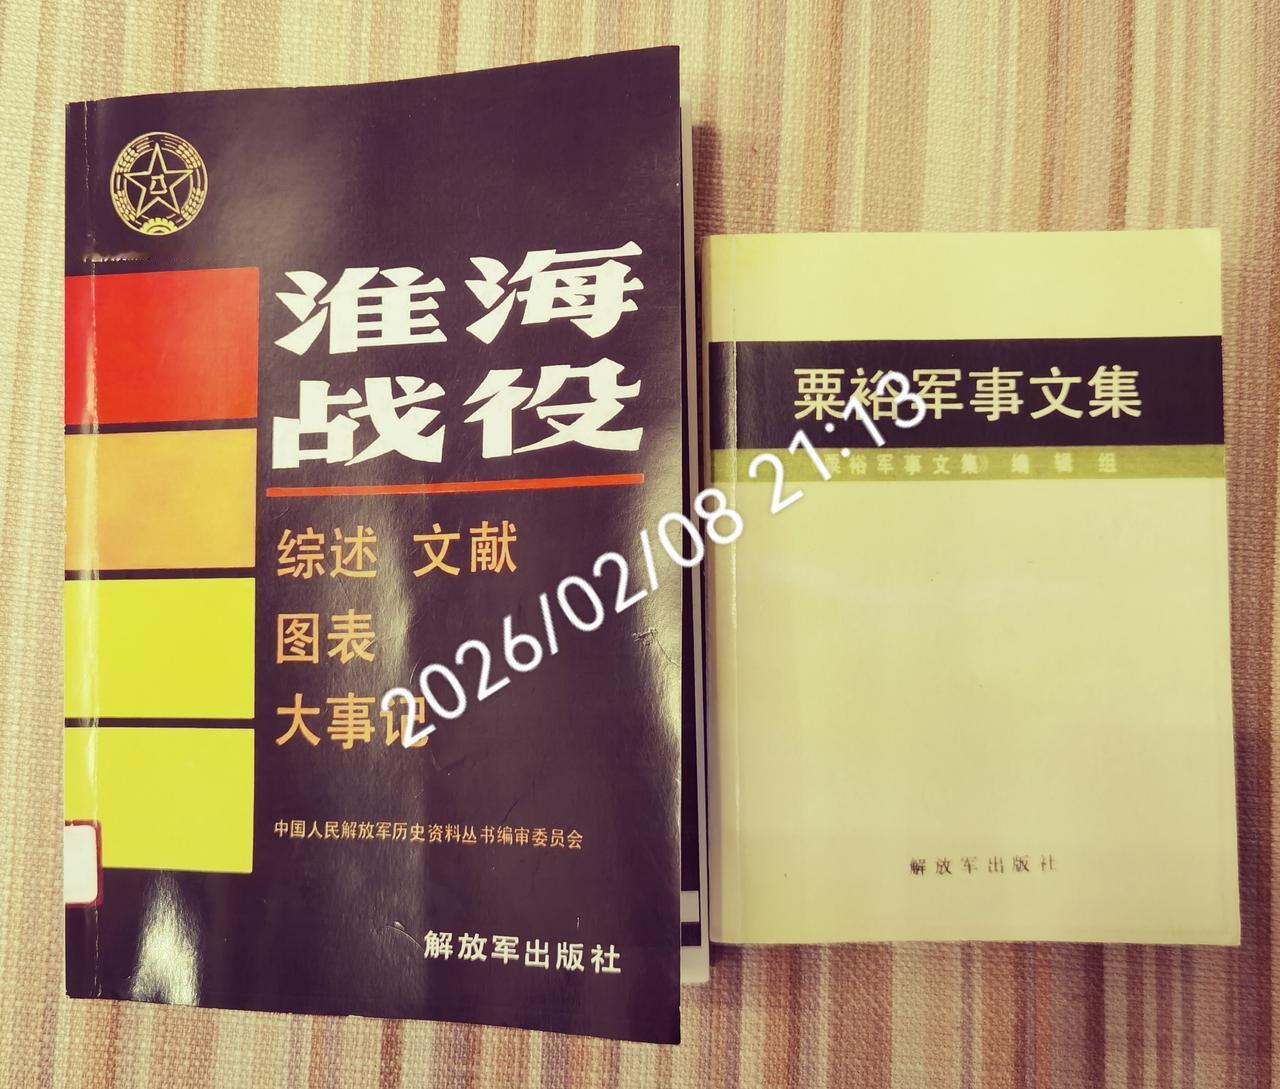 淮海
战役
综述 文献
图表
大事记
中国人民解放军历史资料丛书编审委员会
解放军出版社
粟裕军事文集
《粟裕军事文集》编辑组
解放军出版社
2026/02/08 21:13